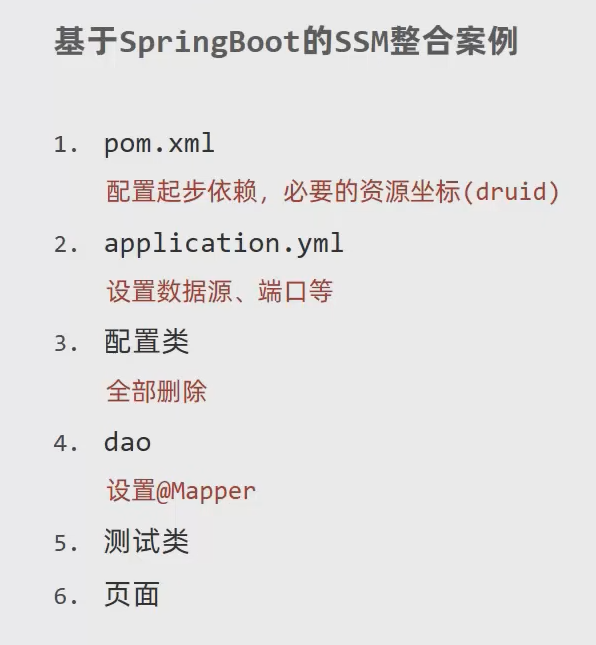 基于SpringBoot的SSM整合案例
1. pom.xml
配置起步依赖，必要的资源坐标(druid)
2. application.yml
设置数据源、端口等
3. 配置类
全部删除
4. dao
设置@Mapper
5. 测试类
6. 页面